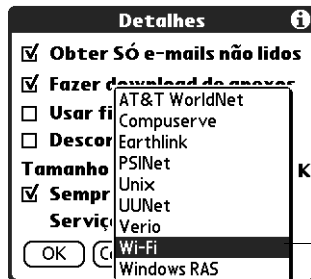 Detalhes
Obter SÓ e-mails não lidos
Fazer download de anexos
Usar fi
Descor
Tamanho K
Sempr
Serviç
OK
AT&T WorldNet
Compuserve
Earthlink
PSINet
Unix
UUNet
Verio
Wi-Fi
Windows RAS